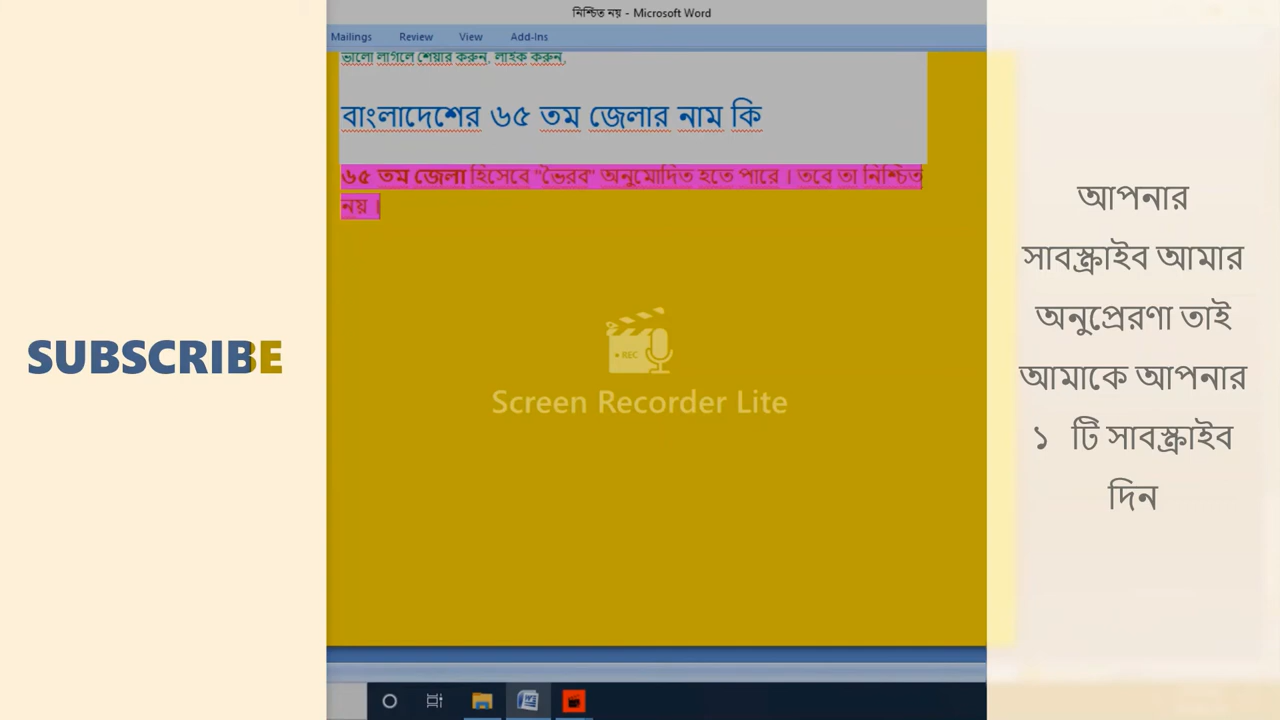 নিশ্চিত নয় - Microsoft Word
Mailings Review View Add-Ins
ভালো লাগলে শেয়ার করুন, লাইক করুন,
বাংলাদেশের ৬৫ তম জেলার নাম কি
৬৫ তম জেলা হিসেবে "ভৈরব" অনুমোদিত হতে পারে । তবে তা নিশ্চিত
নয় ।
REC
Screen Recorder Lite
SUBSCRIBE
আপনার
সাবস্ক্রাইব আমার
অনুপ্রেরণা তাই
আমাকে আপনার
১ টি সাবস্ক্রাইব
দিন